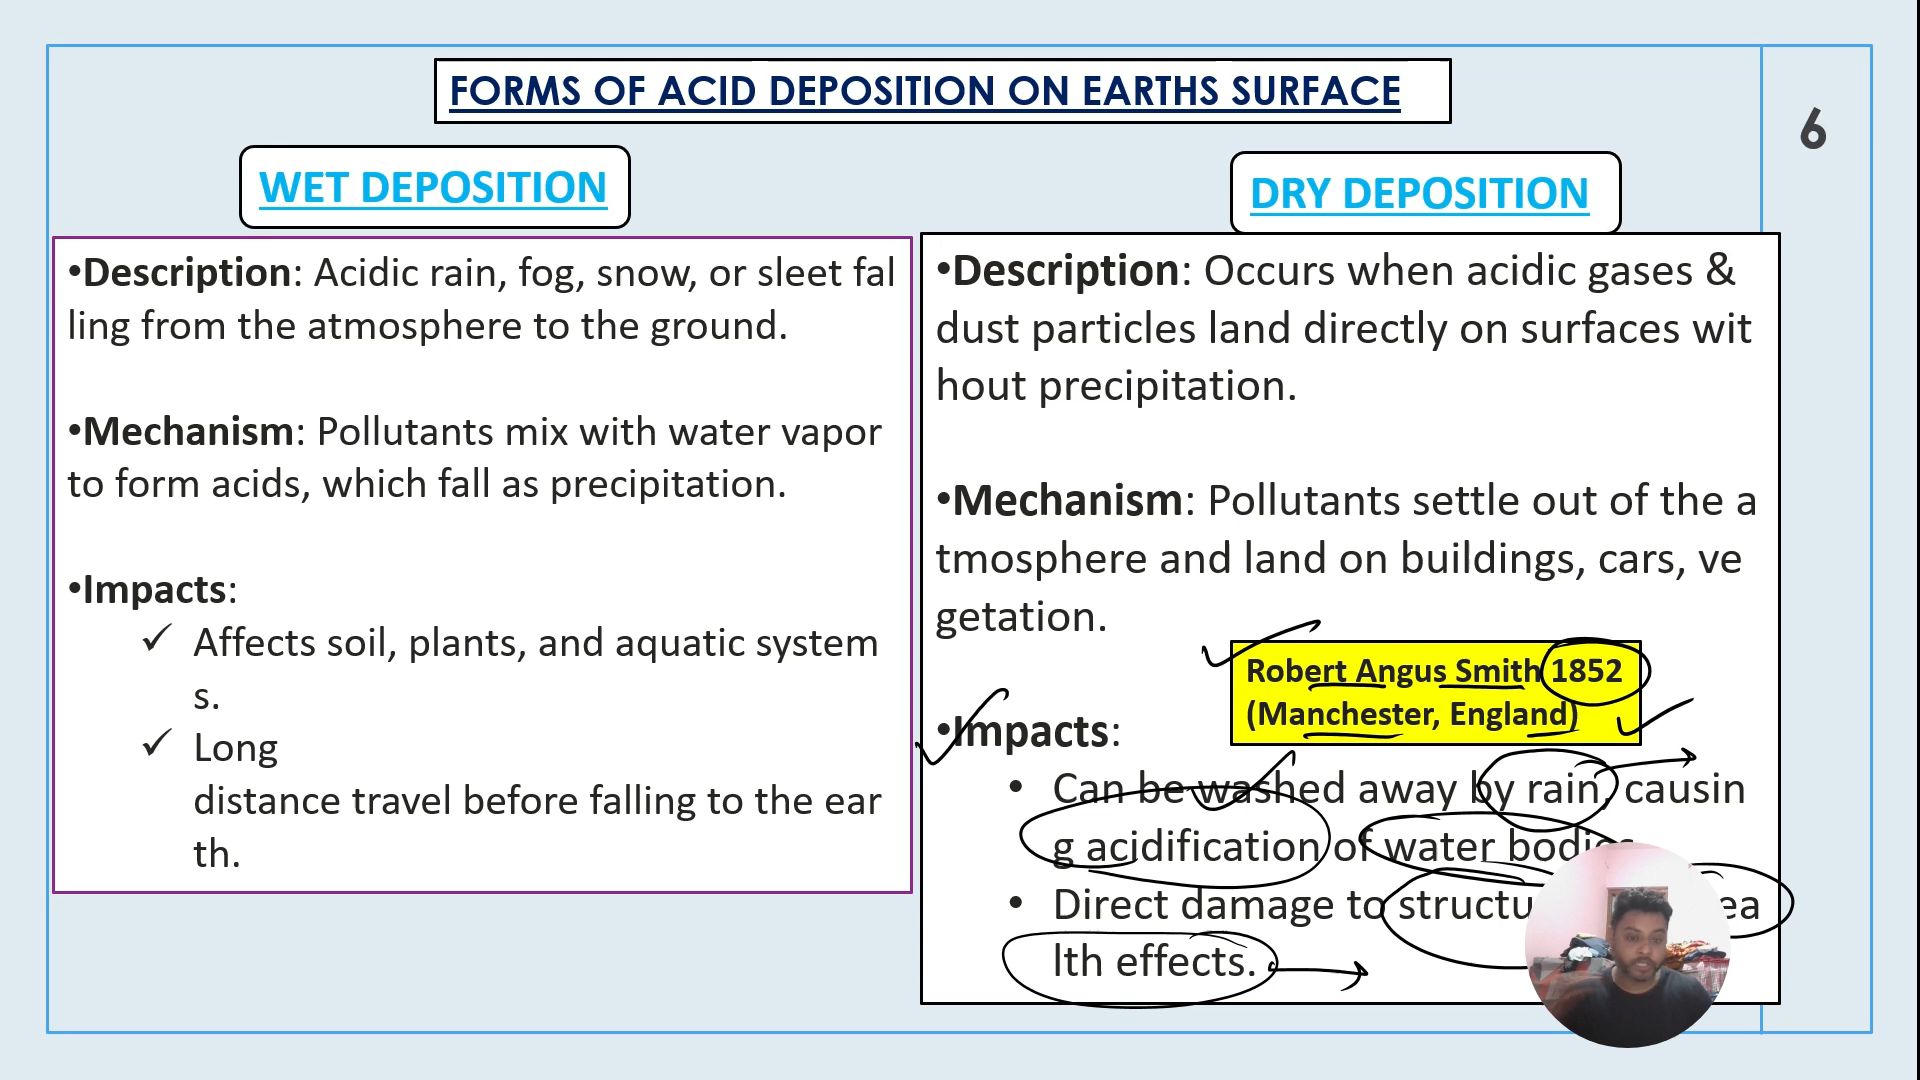 FORMS OF ACID DEPOSITION ON EARTHS SURFACE
6
WET DEPOSITION
•Description: Acidic rain, fog, snow, or sleet fal
ling from the atmosphere to the ground.
•Mechanism: Pollutants mix with water vapor
to form acids, which fall as precipitation.
•Impacts:
✓ Affects soil, plants, and aquatic system
s.
✓ Long
distance travel before falling to the ear
th.
DRY DEPOSITION
•Description: Occurs when acidic gases &
dust particles land directly on surfaces wit
hout precipitation.
•Mechanism: Pollutants settle out of the a
tmosphere and land on buildings, cars, ve
getation.
Robert Angus Smith 1852
(Manchester, England)
•Impacts:
• Can be washed away by rain, causin
g acidification of water bodies
• Direct damage to structu ea
lth effects.